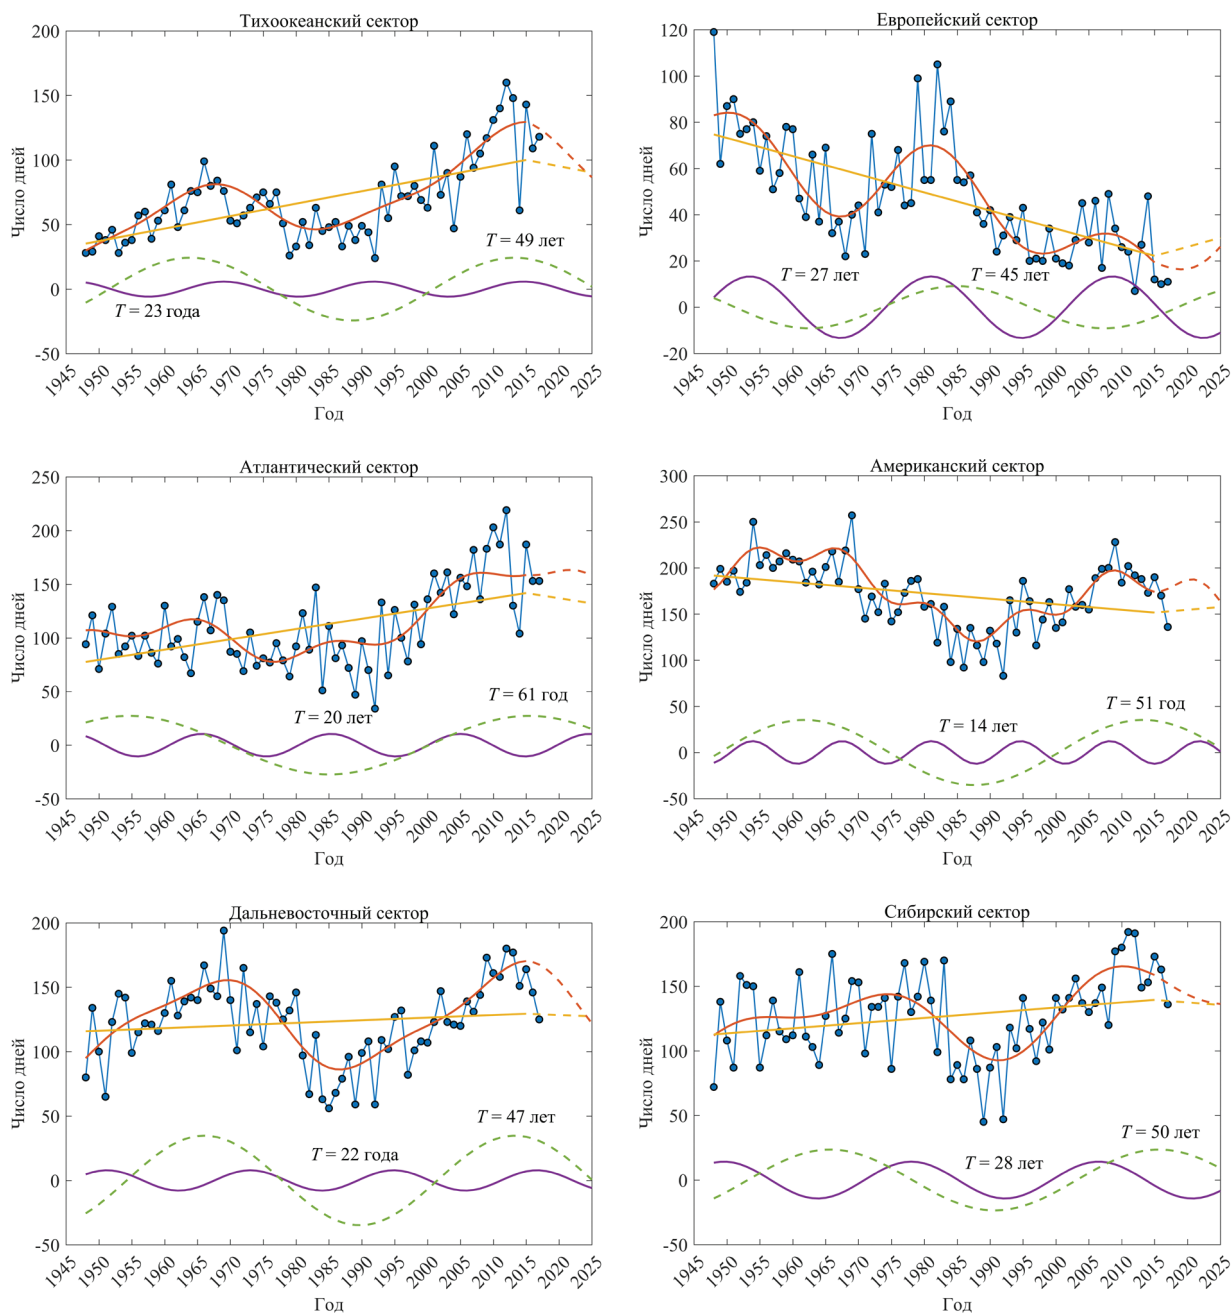 Тихоокеанский сектор
200
150
100
50
0
-50
Число дней
T = 49 лет
T = 23 года
1945 1950 1955 1960 1965 1970 1975 1980 1985 1990 1995 2000 2005 2010 2015 2020 2025
Год
Европейский сектор
120
100
80
60
40
20
0
-20
Число дней
T = 27 лет
T = 45 лет
1945 1950 1955 1960 1965 1970 1975 1980 1985 1990 1995 2000 2005 2010 2015 2020 2025
Год
Атлантический сектор
250
200
150
100
50
0
-50
Число дней
T = 61 год
T = 20 лет
1945 1950 1955 1960 1965 1970 1975 1980 1985 1990 1995 2000 2005 2010 2015 2020 2025
Год
Американский сектор
300
250
200
150
100
50
0
-50
Число дней
T = 51 год
T = 14 лет
1945 1950 1955 1960 1965 1970 1975 1980 1985 1990 1995 2000 2005 2010 2015 2020 2025
Год
Дальневосточный сектор
200
150
100
50
0
-50
Число дней
T = 47 лет
T = 22 года
1945 1950 1955 1960 1965 1970 1975 1980 1985 1990 1995 2000 2005 2010 2015 2020 2025
Год
Сибирский сектор
200
150
100
50
0
-50
Число дней
T = 50 лет
T = 28 лет
1945 1950 1955 1960 1965 1970 1975 1980 1985 1990 1995 2000 2005 2010 2015 2020 2025
Год